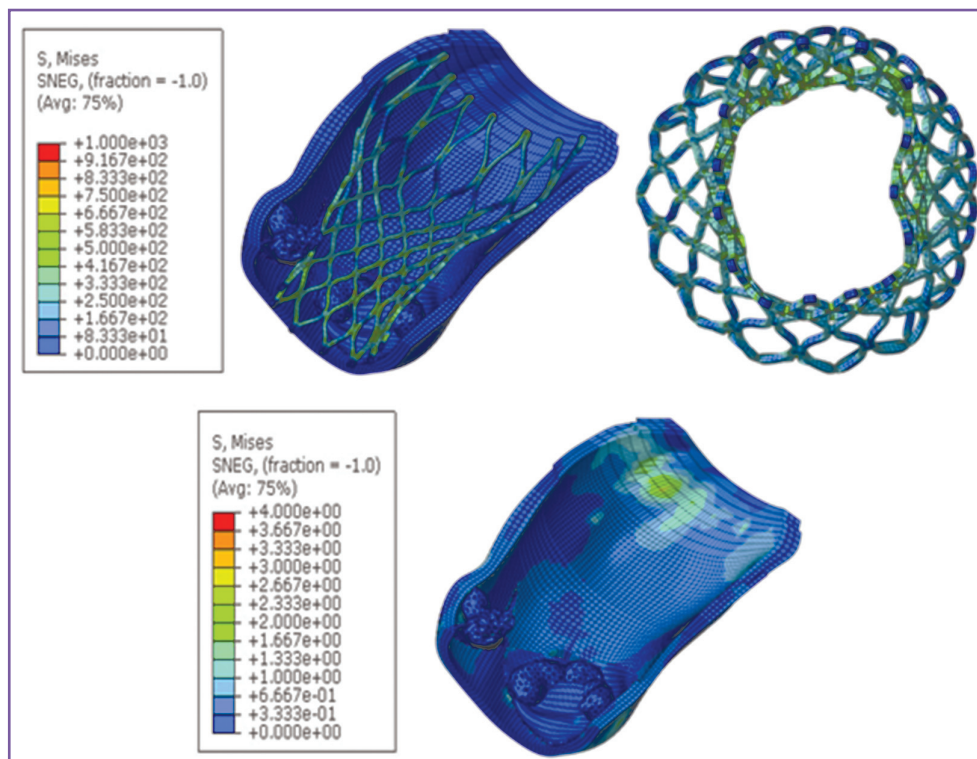 S, Mises
SNEG, (fraction = -1.0)
(Avg: 75%)
+1.000e+03
+9.167e+02
+8.333e+02
+7.500e+02
+6.667e+02
+5.833e+02
+5.000e+02
+4.167e+02
+3.333e+02
+2.500e+02
+1.667e+02
+8.333e+01
+0.000e+00
S, Mises
SNEG, (fraction = -1.0)
(Avg: 75%)
+4.000e+00
+3.667e+00
+3.333e+00
+3.000e+00
+2.667e+00
+2.333e+00
+2.000e+00
+1.667e+00
+1.333e+00
+1.000e+00
+6.667e-01
+3.333e-01
+0.000e+00